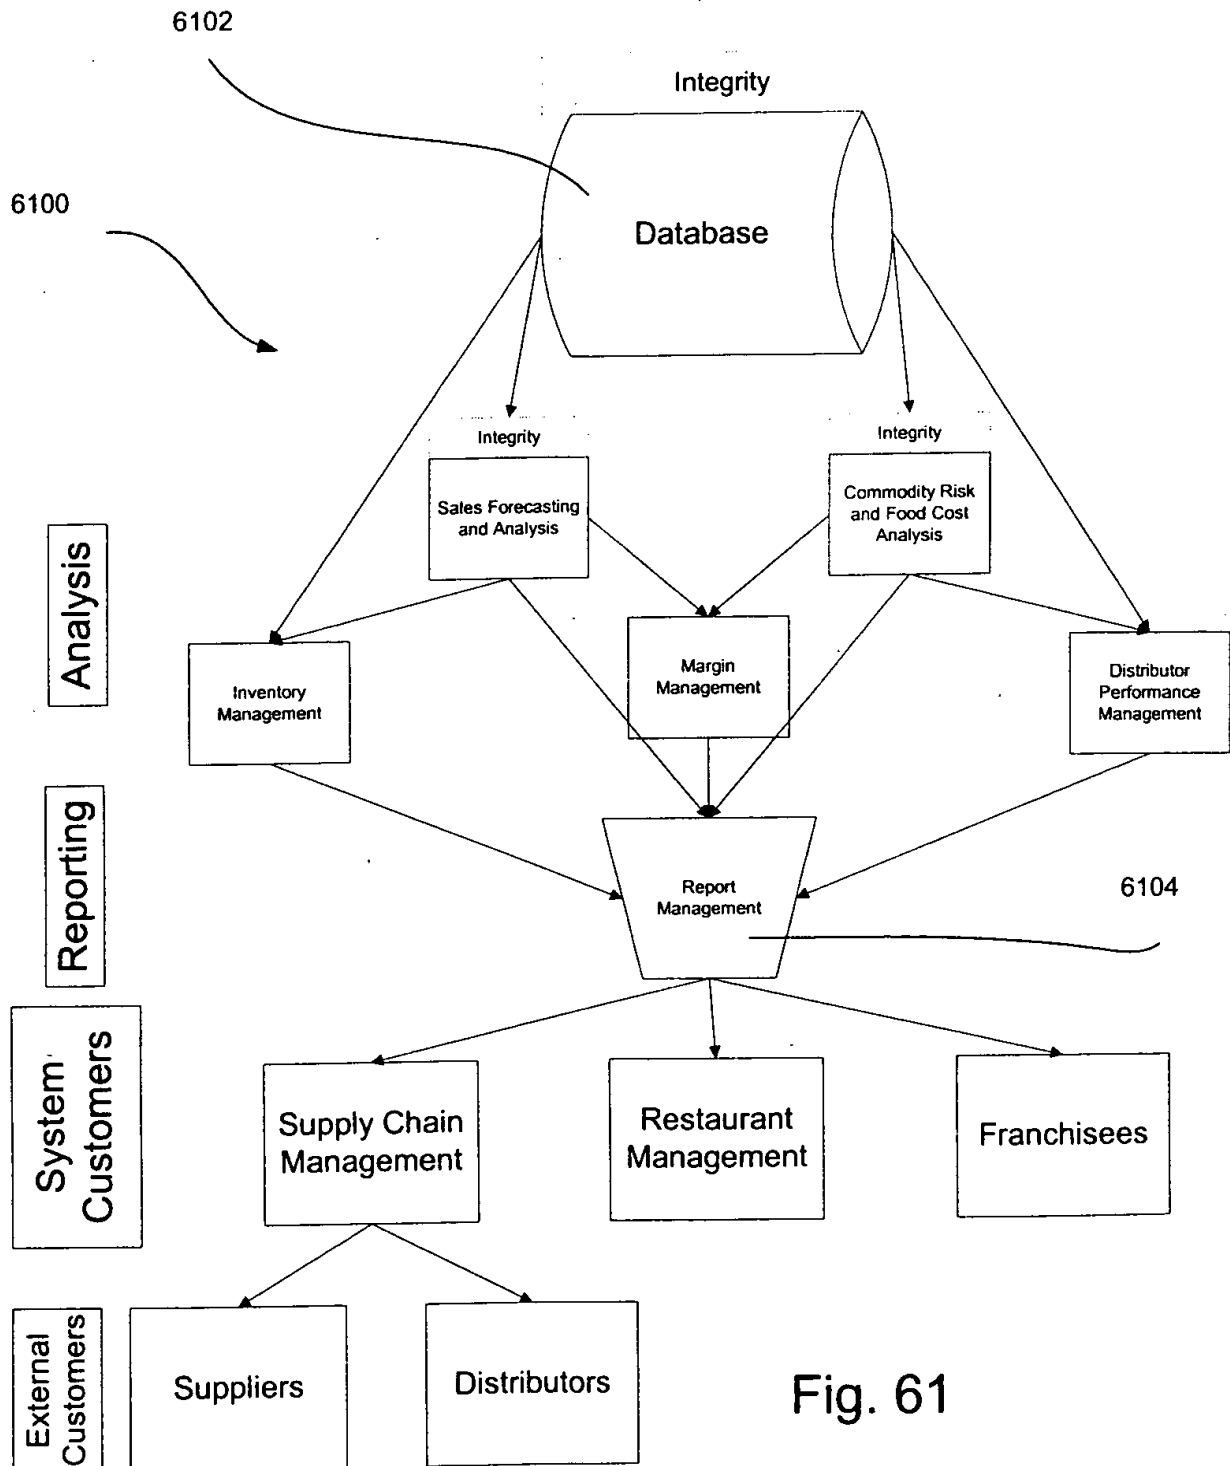 6102
Integrity
Database
6100
Integrity
Integrity
Sales Forecasting
and Analysis
Commodity Risk
and Food Cost
Analysis
Analysis
Inventory
Management
Margin
Management
Distributor
Performance
Management
Reporting
Report
Management
6104
System
Customers
Supply Chain
Management
Restaurant
Management
Franchisees
External
Customers
Suppliers
Distributors
Fig. 61